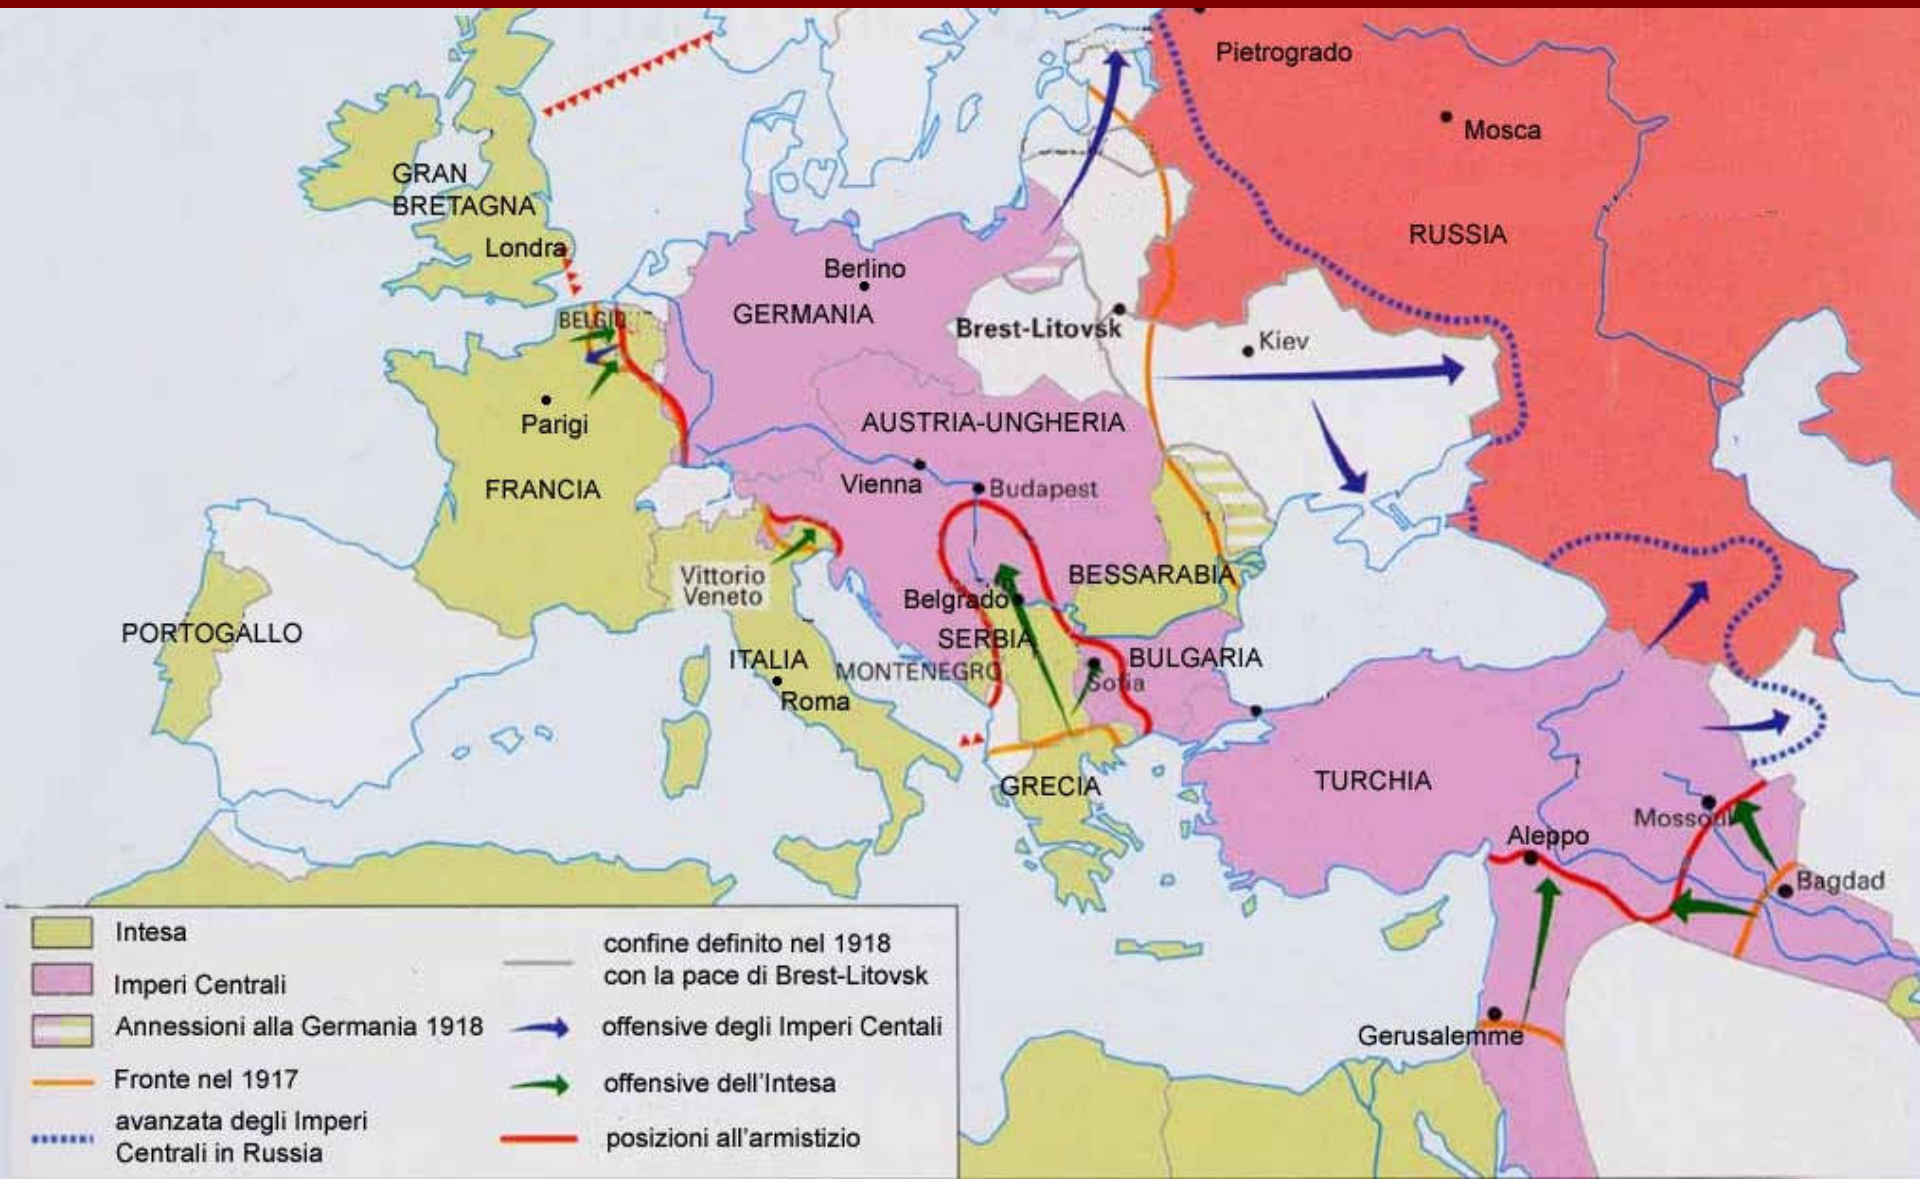 Pietrogrado
Mosca
GRAN
BRETAGNA
RUSSIA
Londra
Berlino
GERMANIA
BELGIO
Brest-Litovsk
Kiev
Parigi
AUSTRIA-UNGHERIA
Vienna
Budapest
FRANCIA
Vittorio
Veneto
BESSARABIA
Belgrado
PORTOGALLO
SERBIA
ITALIA
MONTENEGRO
BULGARIA
Sofia
Roma
GRECIA
TURCHIA
Mossoul
Aleppo
Bagdad
Gerusalemme
Intesa
Imperi Centrali
Annessioni alla Germania 1918
Fronte nel 1917
avanzata degli Imperi
Centrali in Russia
confine definito nel 1918
con la pace di Brest-Litovsk
offensive degli Imperi Centali
offensive dell'Intesa
posizioni all'armistizio